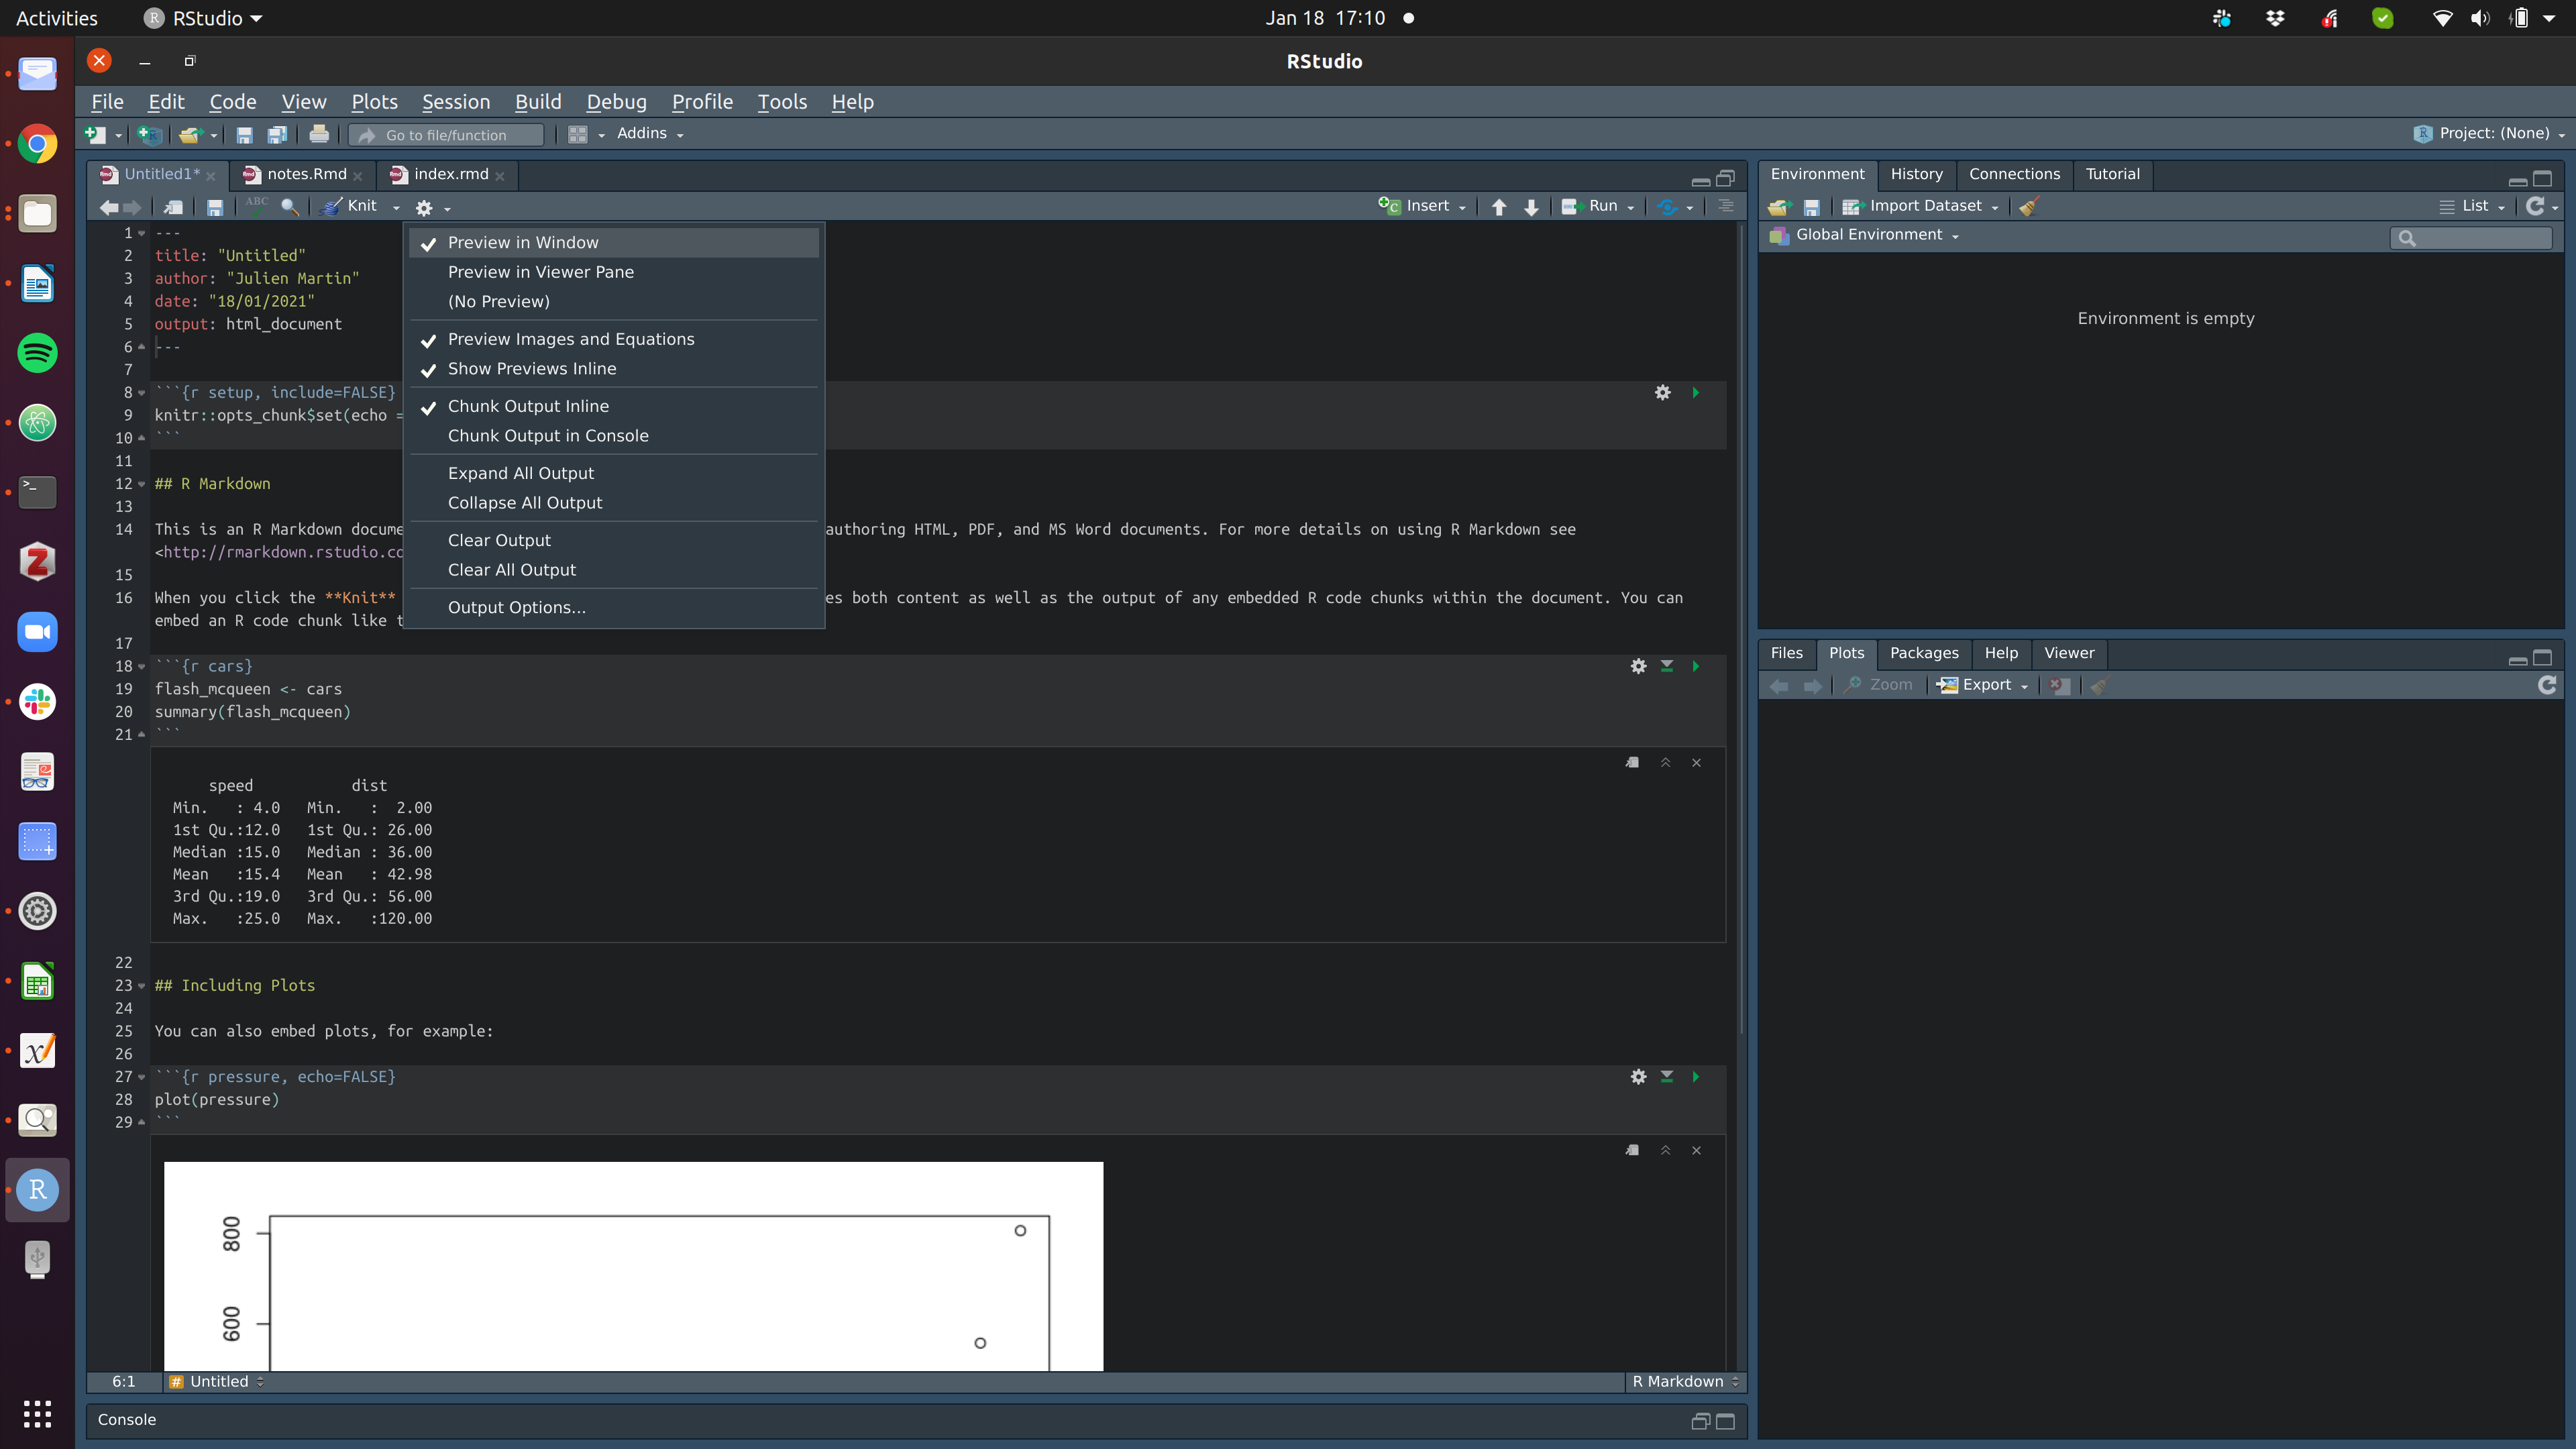 Activities RStudio Jan 18 17:10
RStudio
File Edit Code View Plots Session Build Debug Profile Tools Help
Go to file/function Addins Project: (None)
Untitled1* notes.Rmd index.rmd
ABC Knit Insert Run
1 ---
2 title: "Untitled"
3 author: "Julien Martin"
4 date: "18/01/2021"
5 output: html_document
6 ---
7
8 ```{r setup, include=FALSE}
9 knitr::opts_chunk$set(echo =
10 ```
11
12 ## R Markdown
13
14 This is an R Markdown docume authoring HTML, PDF, and MS Word documents. For more details on using R Markdown see
<http://rmarkdown.rstudio.co
15
16 When you click the **Knit** es both content as well as the output of any embedded R code chunks within the document. You can
embed an R code chunk like t
17
18 ```{r cars}
19 flash_mcqueen <- cars
20 summary(flash_mcqueen)
21 ```
speed dist
Min. : 4.0 Min. : 2.00
1st Qu.:12.0 1st Qu.: 26.00
Median :15.0 Median : 36.00
Mean :15.4 Mean : 42.98
3rd Qu.:19.0 3rd Qu.: 56.00
Max. :25.0 Max. :120.00
22
23 ## Including Plots
24
25 You can also embed plots, for example:
26
27 ```{r pressure, echo=FALSE}
28 plot(pressure)
29 ```
800
600
6:1 # Untitled R Markdown
Console
Preview in Window
Preview in Viewer Pane
(No Preview)
Preview Images and Equations
Show Previews Inline
Chunk Output Inline
Chunk Output in Console
Expand All Output
Collapse All Output
Clear Output
Clear All Output
Output Options...
Environment History Connections Tutorial
Import Dataset List
Global Environment
Environment is empty
Files Plots Packages Help Viewer
Zoom Export